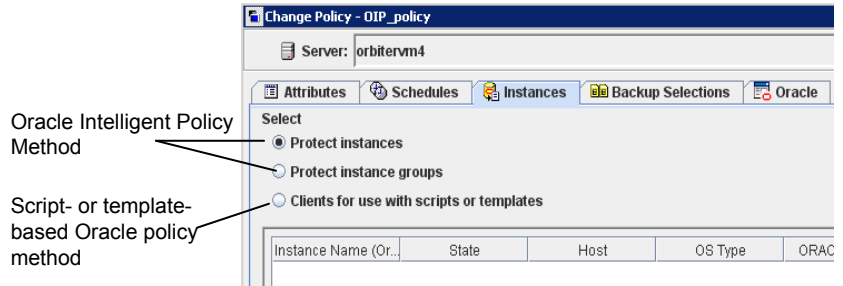 Change Policy - OIP_policy
Server: orbitervm4
Attributes Schedules Instances Backup Selections Oracle
Select
Oracle Intelligent Policy
Method
Protect instances
Protect instance groups
Clients for use with scripts or templates
Script- or template-
based Oracle policy
method
Instance Name (Or... State Host OS Type ORAC